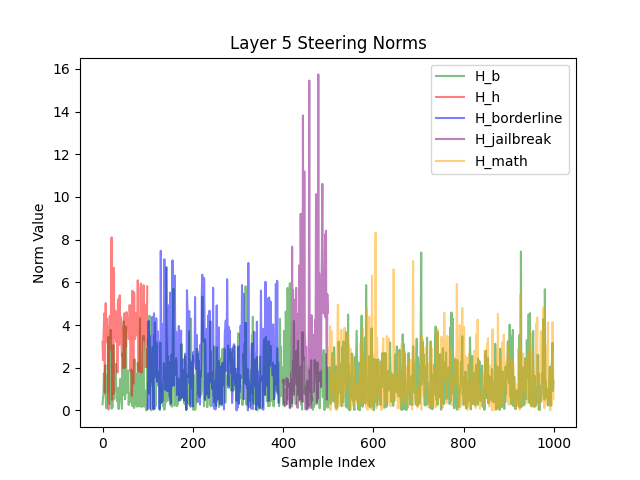 Layer 5 Steering Norms
16
14
12
10
8
6
4
2
0
Norm Value
H_b
H_h
H_borderline
H_jailbreak
H_math
0
200
400
600
800
1000
Sample Index